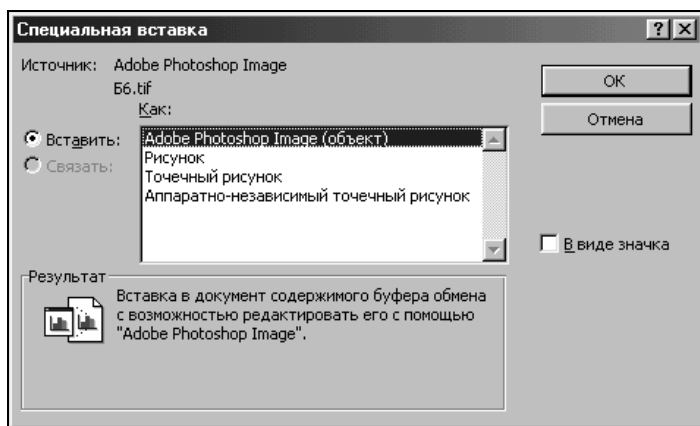 Специальная вставка
Источник: Adobe Photoshop Image
Б6.tif
Как:
Вставить:
Связать:
Adobe Photoshop Image (объект)
Рисунок
Точечный рисунок
Аппаратно-независимый точечный рисунок
ОК
Отмена
В виде значка
Результат
Вставка в документ содержимого буфера обмена
с возможностью редактировать его с помощью
"Adobe Photoshop Image".